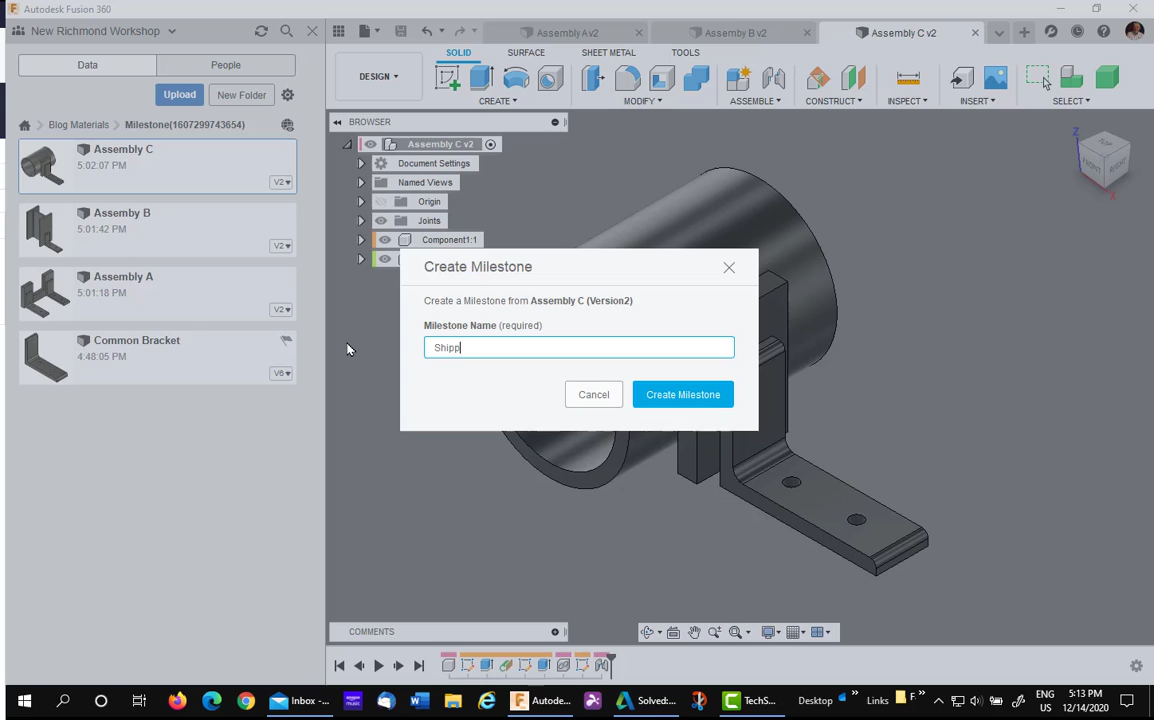 Autodesk Fusion 360
New Richmond Workshop
Assembly A v2
Assemby B v2
Assembly C v2
Data
People
SOLID
SURFACE
SHEET METAL
TOOLS
Upload
New Folder
DESIGN
CREATE
MODIFY
ASSEMBLE
CONSTRUCT
INSPECT
INSERT
SELECT
Blog Materials
Milestone(1607299743654)
BROWSER
Assembly C
5:02:07 PM
V2
Assembly C v2
Document Settings
Named Views
Origin
Joints
Component1:1
TOP
FRONT
RIGHT
Z
X
Assemby B
5:01:42 PM
V2
Assembly A
5:01:18 PM
V2
Common Bracket
4:48:05 PM
V6
Create Milestone
Create a Milestone from Assembly C (Version2)
Milestone Name (required)
Shipp
Cancel
Create Milestone
COMMENTS
Inbox - ...
Autode...
Solved:...
TechS...
Desktop
Links
F
ENG
US
5:13 PM
12/14/2020